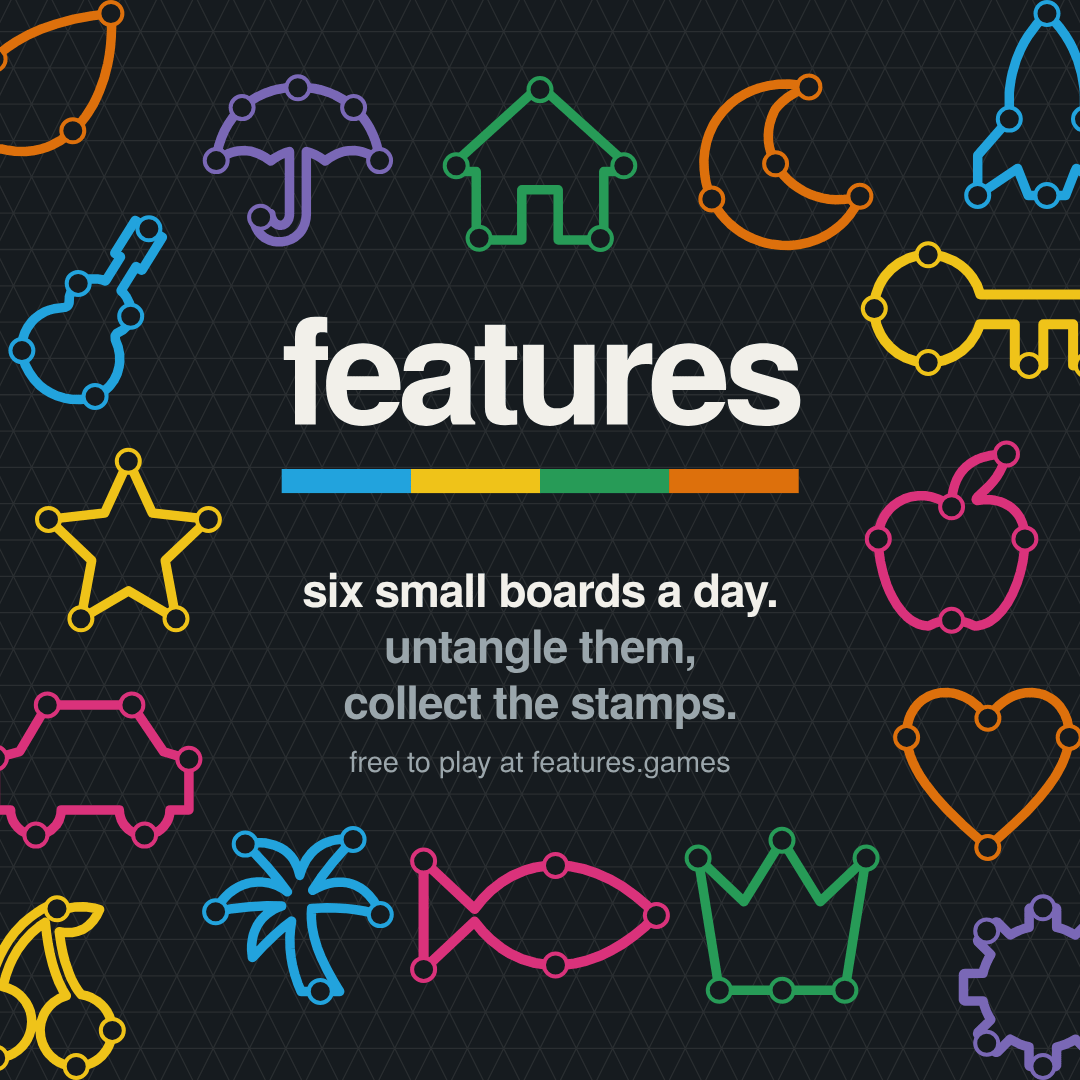 features
six small boards a day.
untangle them,
collect the stamps.
free to play at features.games